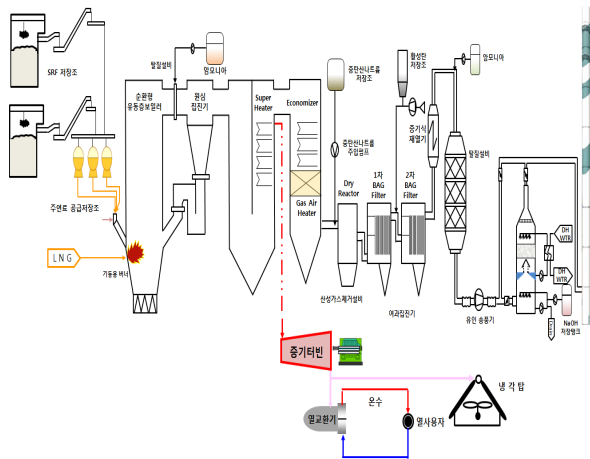 SRF 저장조
탈질설비
암모니아
순환형
유동층보일러
원심
집진기
Super
Heater
Economizer
Gas Air
Heater
중탄산나트륨
저장조
중탄산나트륨
주입펌프
활성탄
저장조
증기식
재열기
암모니아
탈질설비
Dry
Reactor
1차
BAG
Filter
2차
BAG
Filter
주연료 공급저장조
LNG
기동용 버너
산성가스제거설비
여과집진기
유인 송풍기
DH
WTR
DH
WTR
NaOH
저장탱크
증기터빈
열교환기
온수
열사용자
냉각탑